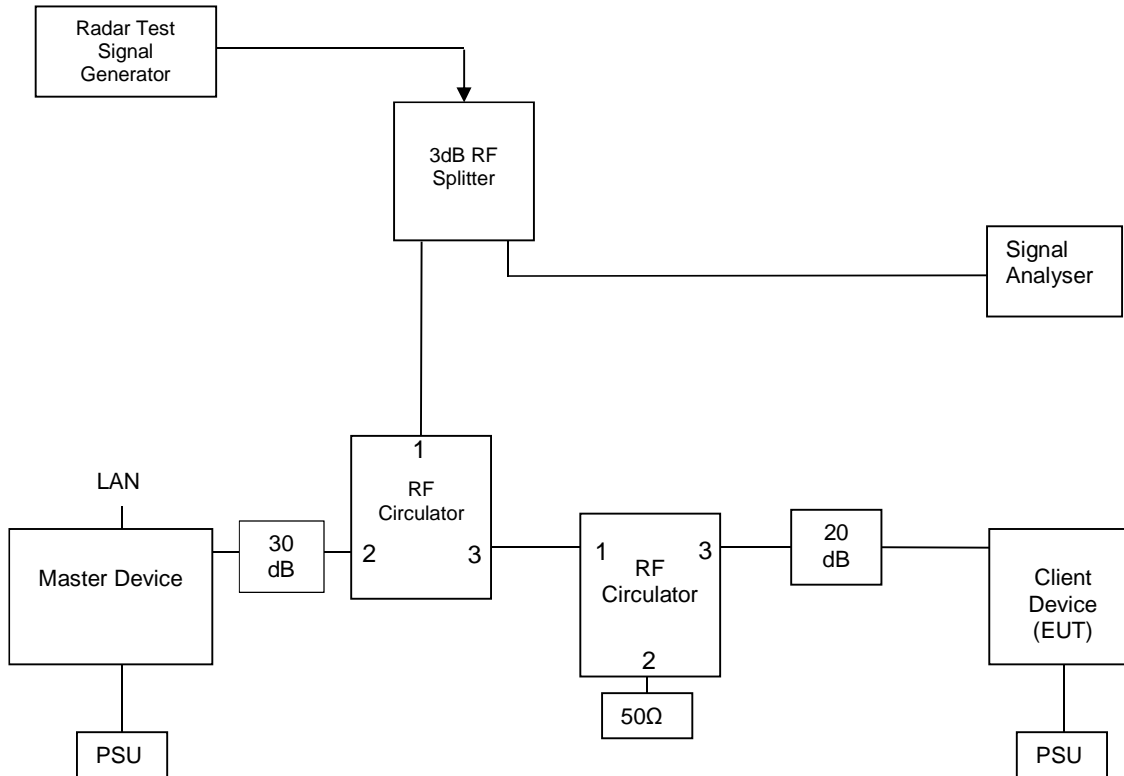 Radar Test
Signal
Generator
3dB RF
Splitter
Signal
Analyser
LAN
Master Device
30
dB
1
RF
Circulator
2
3
1
3
RF
Circulator
2
50Ω
20
dB
Client
Device
(EUT)
PSU
PSU